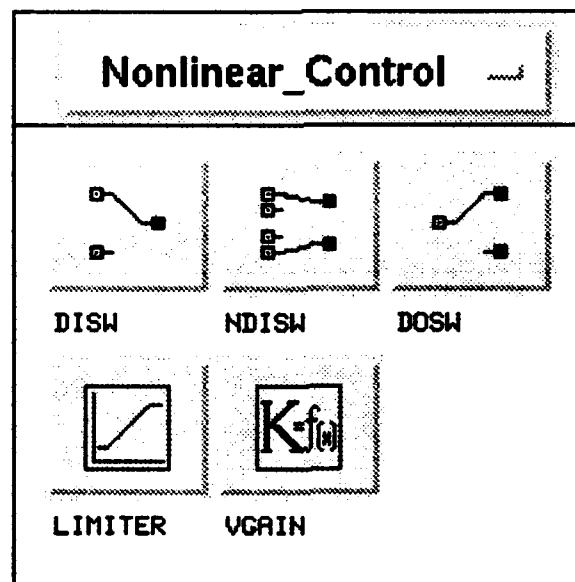 Nonlinear_Control
DISW NDISW DOSW
K=f(x)
LIMITER VGAIN